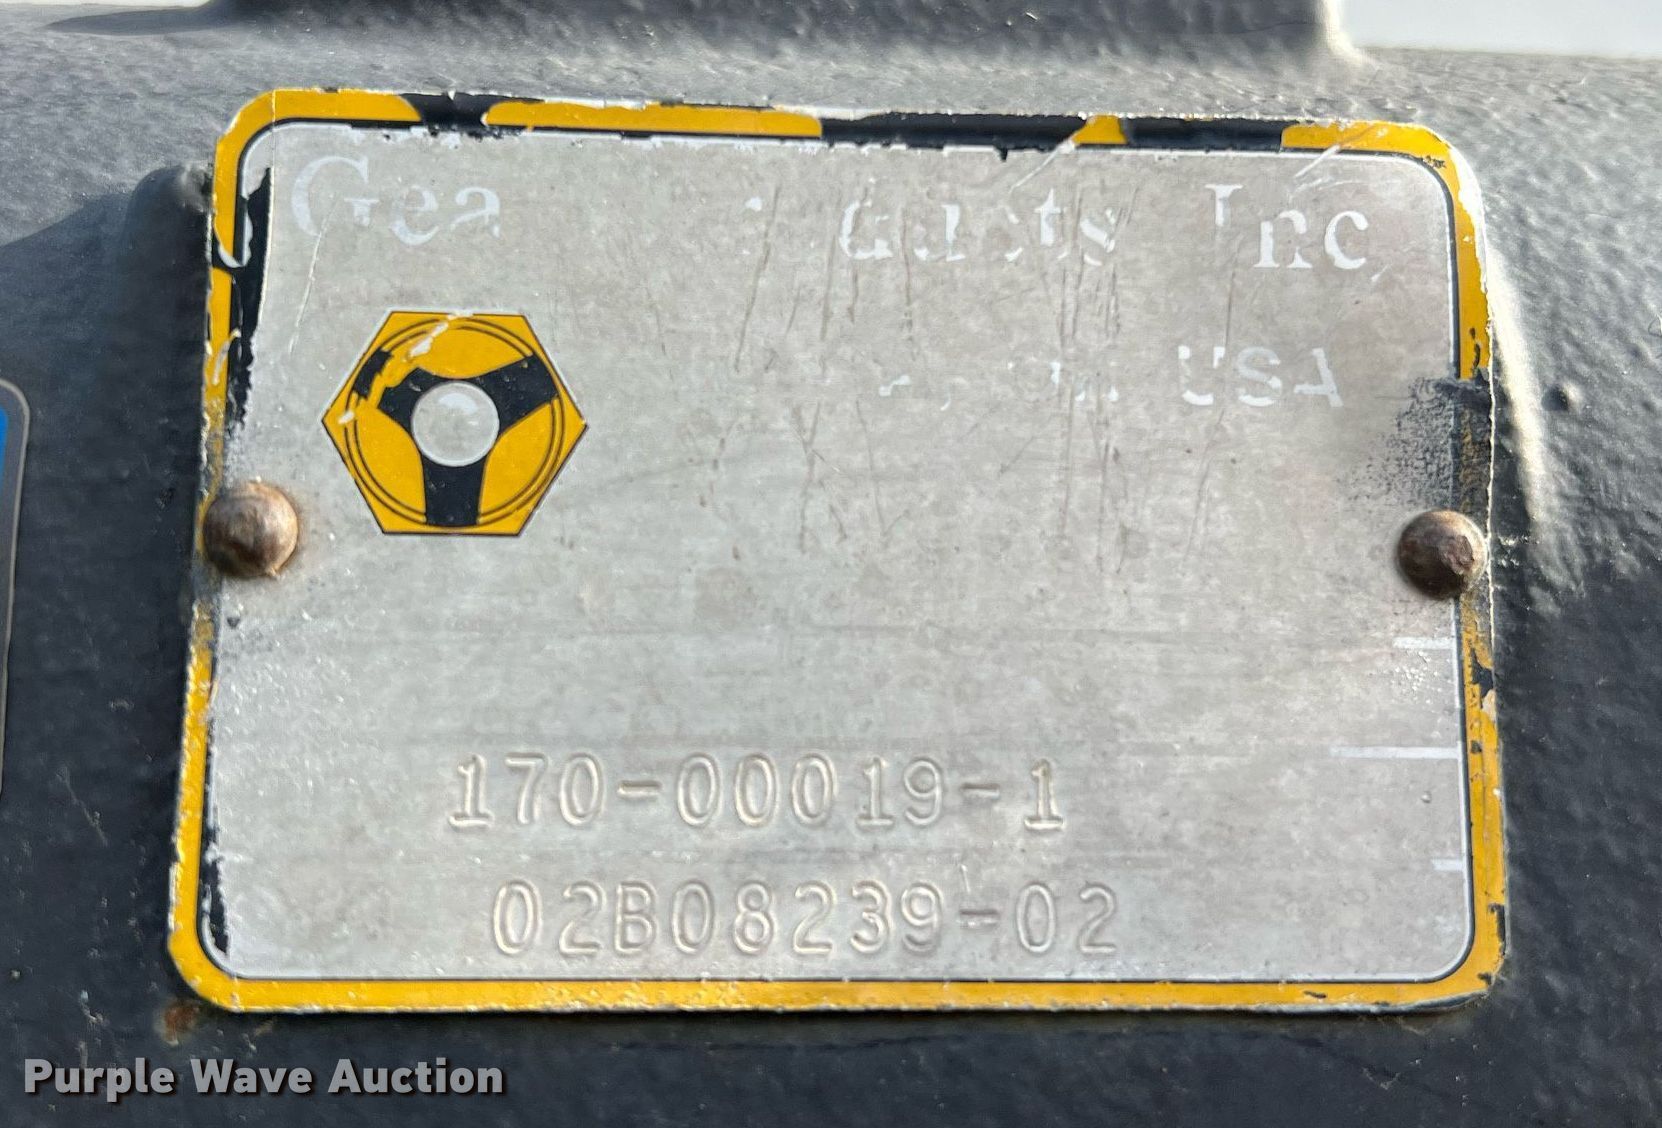 Inc,
USA
170-00019-1
02B08239-02
Purple Wave Auction